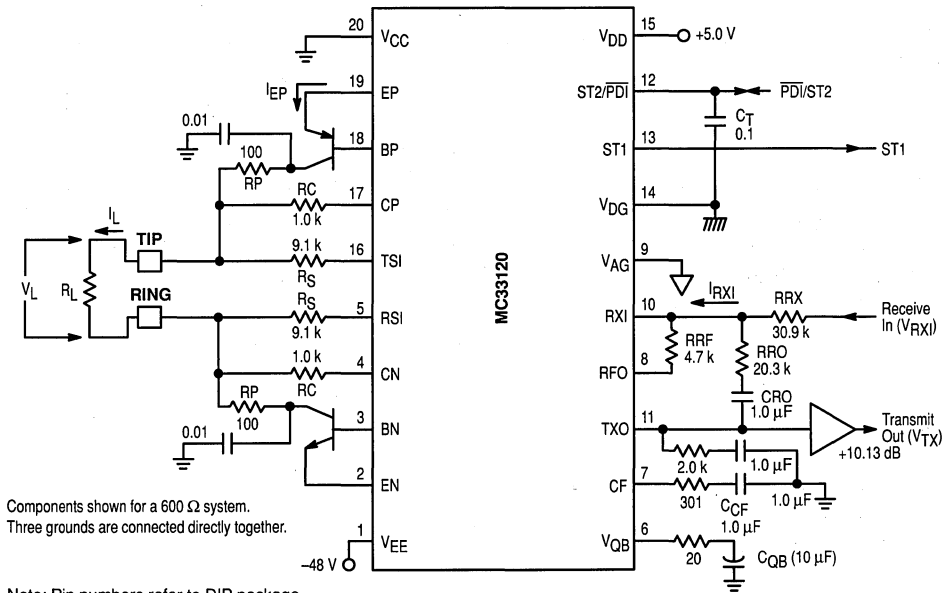 20
VCC
19
IEP
EP
0.01
18
BP
100
RP
RC
17
CP
1.0 k
IL
TIP
9.1 k
16
TSI
RS
VL
RL
RING
RS
5
RSI
9.1 k
1.0 k
4
CN
RC
RP
100
3
BN
0.01
2
EN
1
VEE
–48 V
MC33120
15
VDD
+5.0 V
12
ST2/PDI
PDI/ST2
CT
0.1
13
ST1
ST1
14
VDG
9
VAG
IRXI
10
RXI
RRX
30.9 k
Receive
In (VRXI)
RRF
4.7 k
RRO
20.3 k
8
RFO
CRO
1.0 μF
11
TXO
Transmit
Out (VTX)
+10.13 dB
2.0 k
1.0 μF
7
CF
301
CCF
1.0 μF
1.0 μF
6
VQB
20
CQB (10 μF)
Components shown for a 600 Ω system.
Three grounds are connected directly together.
Note: Pin numbers refer to DIP package.